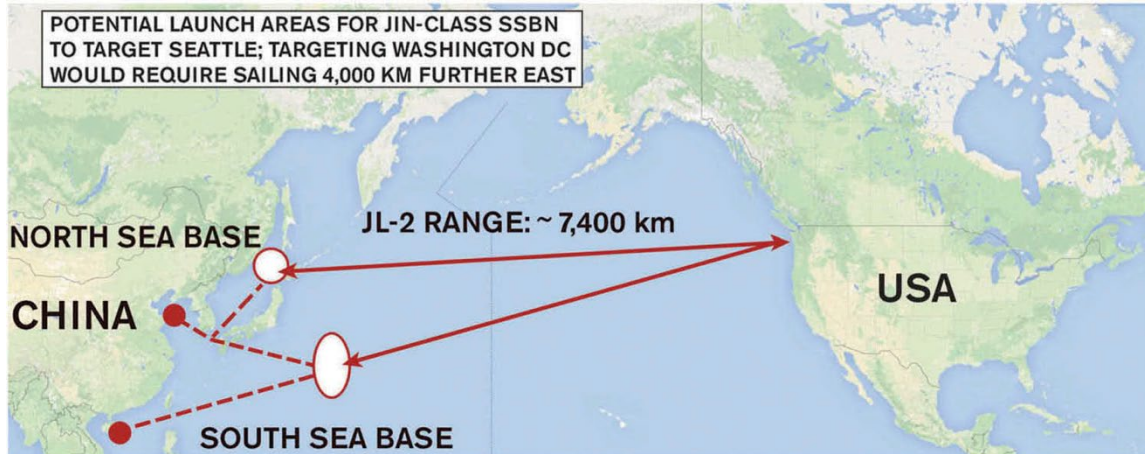 POTENTIAL LAUNCH AREAS FOR JIN-CLASS SSBN
TO TARGET SEATTLE; TARGETING WASHINGTON DC
WOULD REQUIRE SAILING 4,000 KM FURTHER EAST
JL-2 RANGE: ~ 7,400 km
NORTH SEA BASE
USA
CHINA
SOUTH SEA BASE